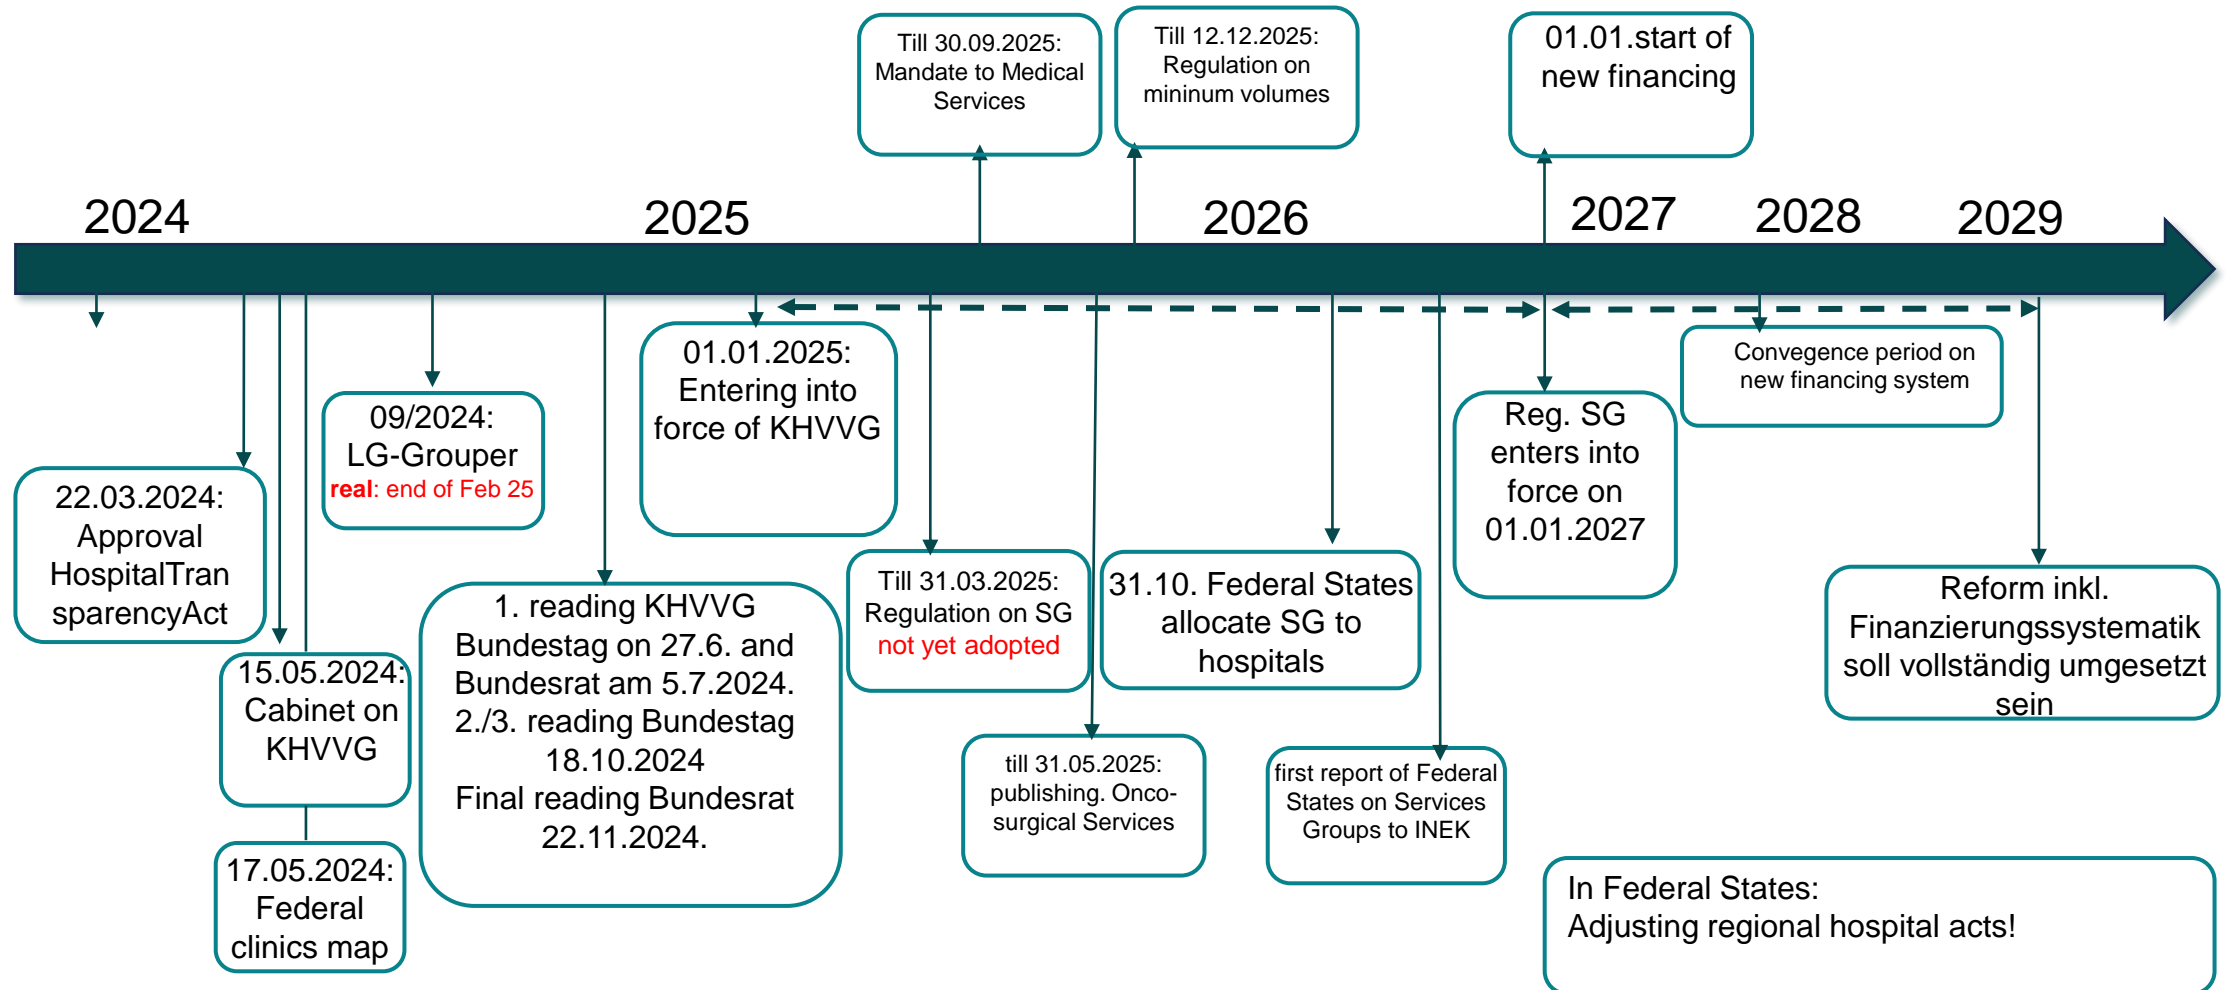 Till 30.09.2025:
Mandate to Medical
Services
Till 12.12.2025:
Regulation on
mininum volumes
01.01.start of
new financing
2024
2025
2026
2027
2028
2029
22.03.2024:
Approval
HospitalTran
sparencyAct
15.05.2024:
Cabinet on
KHVVG
17.05.2024:
Federal
clinics map
09/2024:
LG-Grouper
real: end of Feb 25
1. reading KHVVG
Bundestag on 27.6. and
Bundesrat am 5.7.2024.
2./3. reading Bundestag
18.10.2024
Final reading Bundesrat
22.11.2024.
01.01.2025:
Entering into
force of KHVVG
Till 31.03.2025:
Regulation on SG
not yet adopted
till 31.05.2025:
publishing. Onco-
surgical Services
31.10. Federal States
allocate SG to
hospitals
first report of Federal
States on Services
Groups to INEK
Reg. SG
enters into
force on
01.01.2027
Convegence period on
new financing system
Reform inkl.
Finanzierungssystematik
soll vollständig umgesetzt
sein
In Federal States:
Adjusting regional hospital acts!